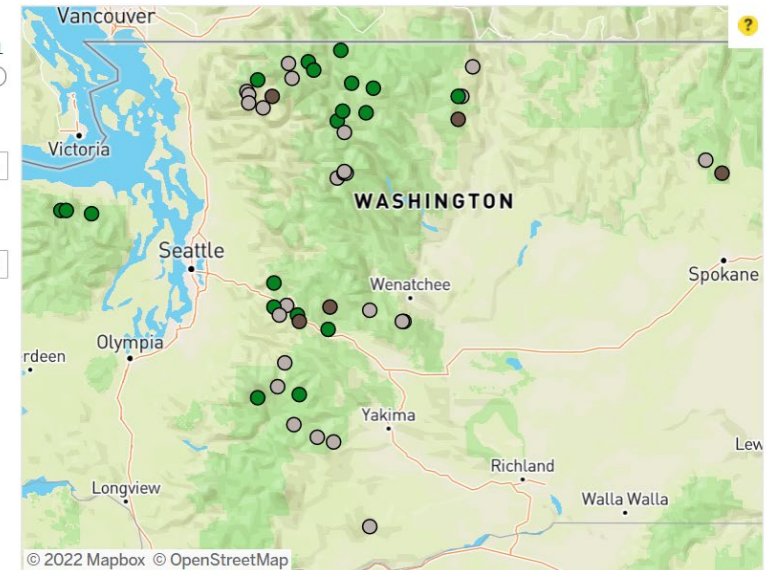 Vancouver
?
Victoria
WASHINGTON
Seattle
Spokane
Wenatchee
Olympia
rdeen
Yakima
Lew
Richland
Longview
Walla Walla
© 2022 Mapbox © OpenStreetMap